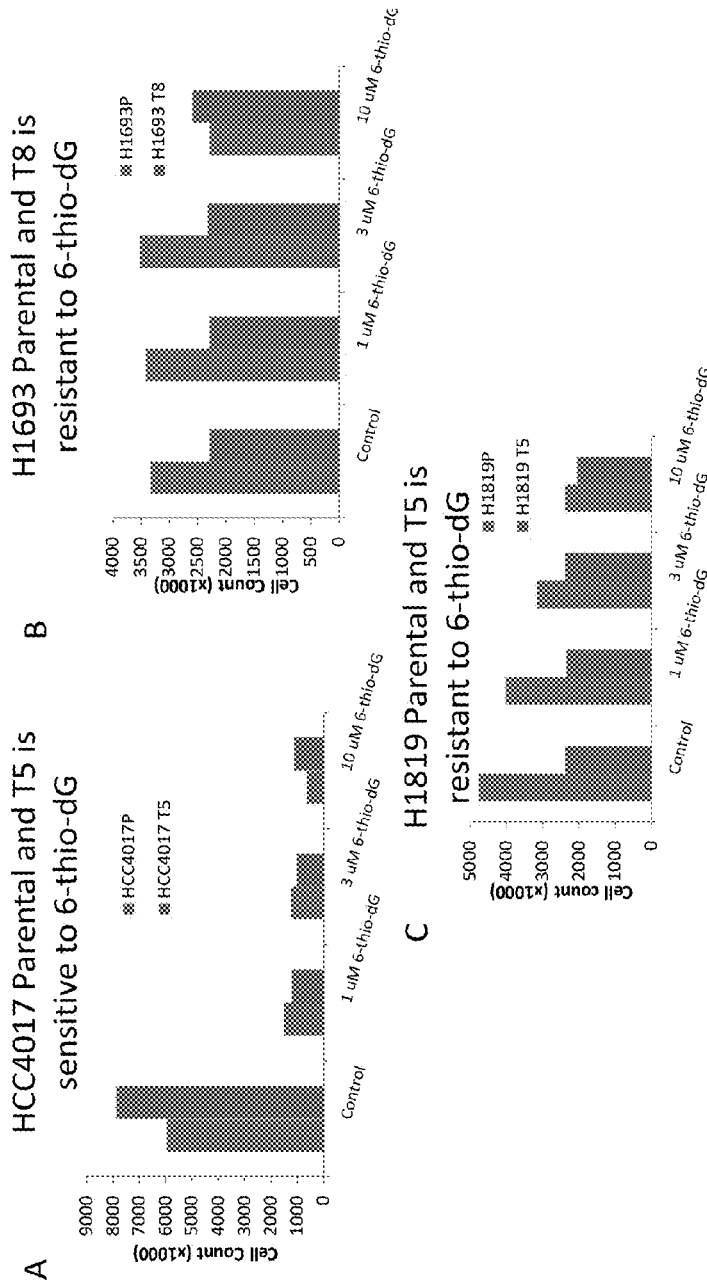 A
HCC4017 Parental and T5 is
sensitive to 6-thio-dG
Cell Count (x1000)
9000
8000
7000
6000
5000
4000
3000
2000
1000
0
HCC4017P
HCC4017 T5
Control
1 uM 6-thio-dG
3 uM 6-thio-dG
10 uM 6-thio-dG
B
H1693 Parental and T8 is
resistant to 6-thio-dG
Cell Count (x1000)
4000
3500
3000
2500
2000
1500
1000
500
0
H1693P
H1693 T8
Control
1 uM 6-thio-dG
3 uM 6-thio-dG
10 uM 6-thio-dG
C
H1819 Parental and T5 is
resistant to 6-thio-dG
Cell count (x1000)
5000
4000
3000
2000
1000
0
H1819P
H1819 T5
Control
1 uM 6-thio-dG
3 uM 6-thio-dG
10 uM 6-thio-dG